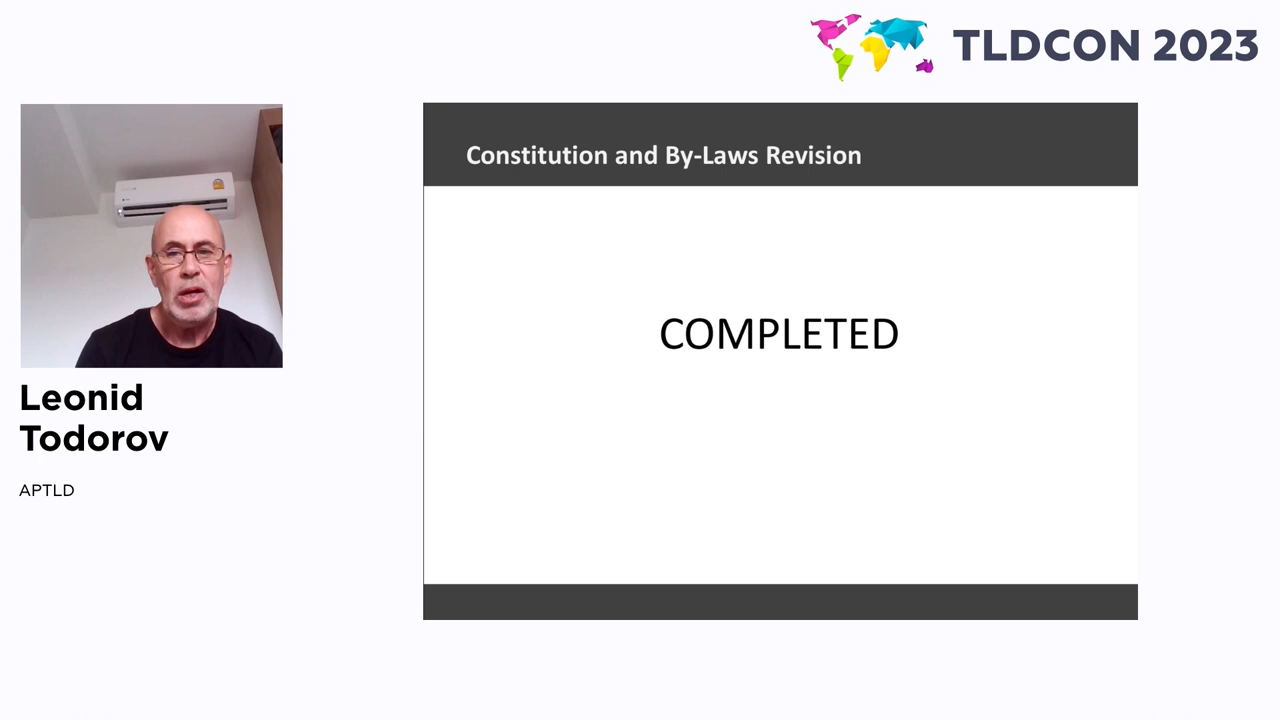 TLDCON 2023
Constitution and By-Laws Revision
COMPLETED
Leonid
Todorov
APTLD